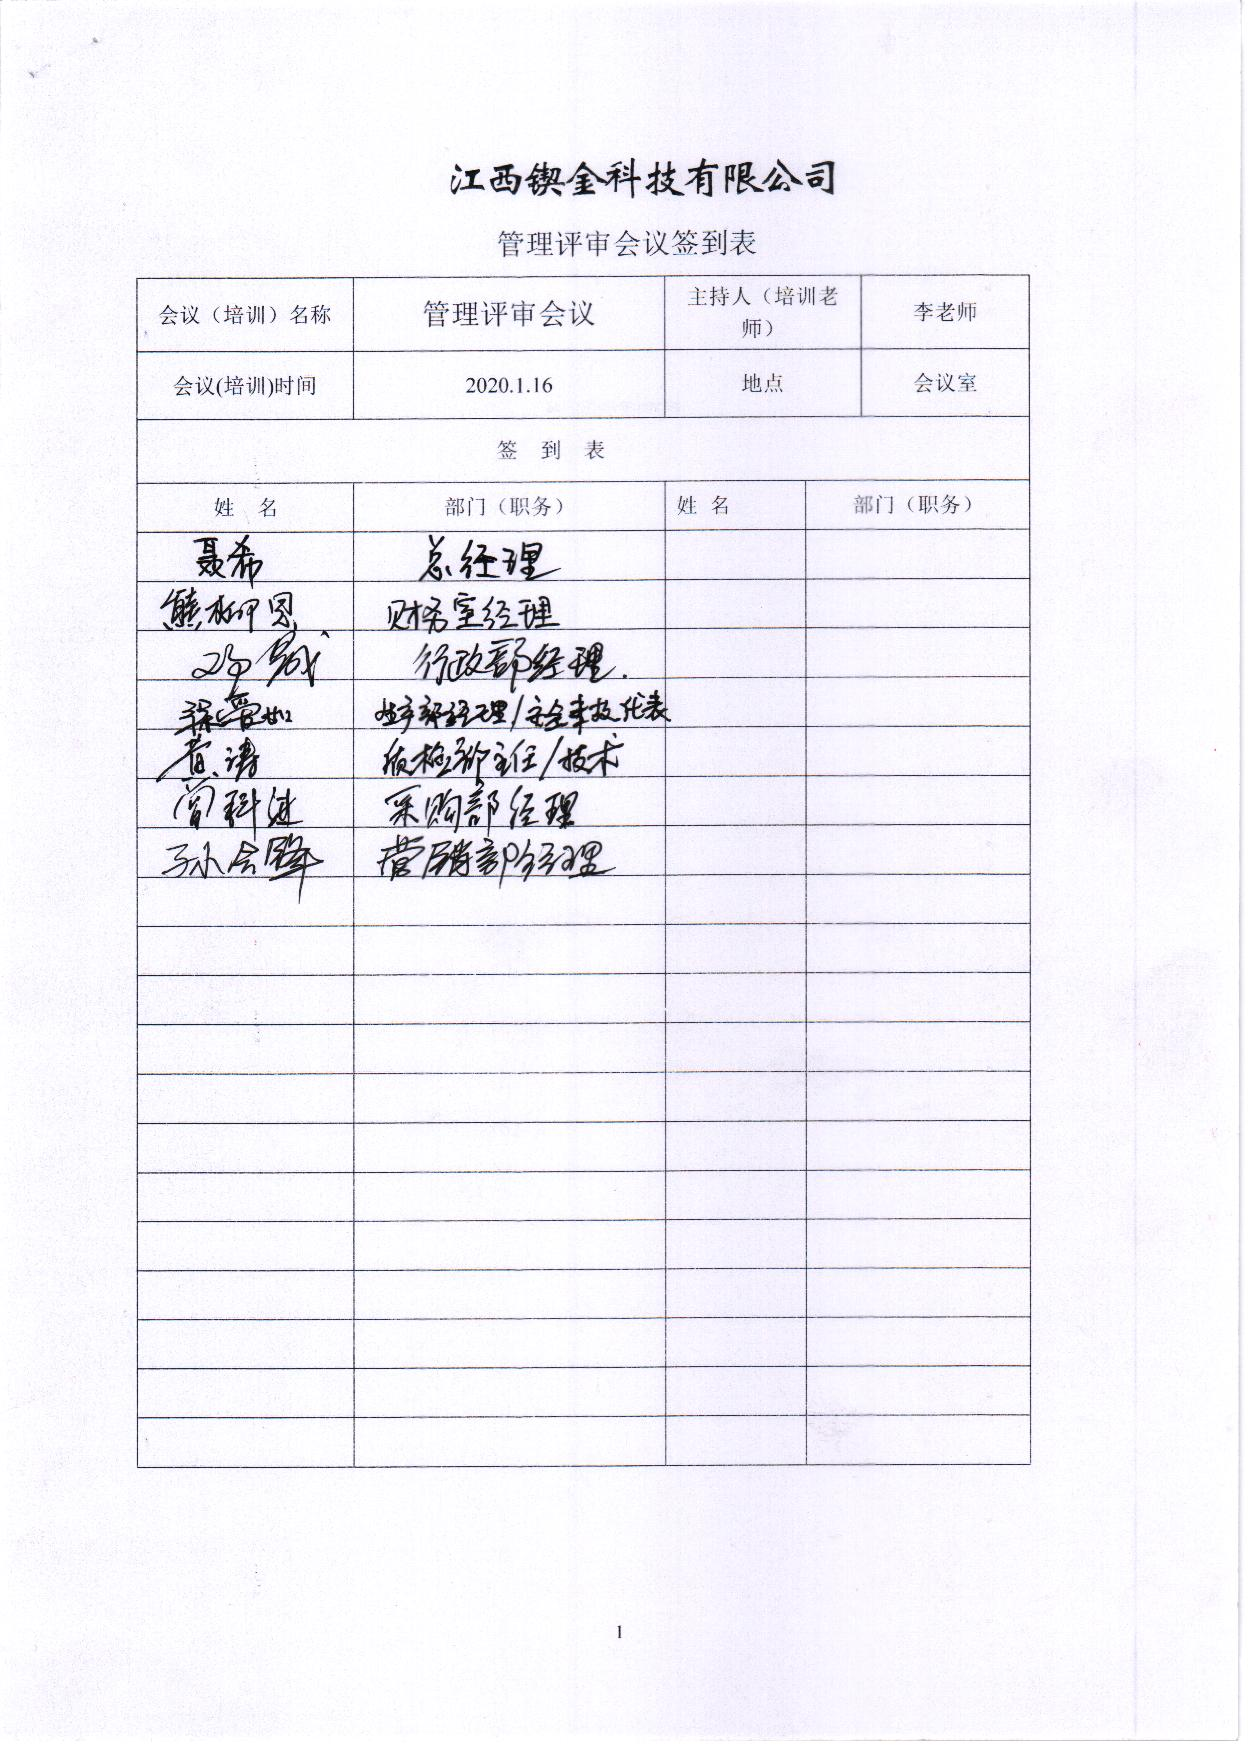 江西锲金科技有限公司
管理评审会议签到表
会议（培训）名称 管理评审会议 主持人（培训老师） 李老师
会议(培训)时间 2020.1.16 地点 会议室
签 到 表
姓 名 部门（职务） 姓 名 部门（职务）
聂希 总经理
熊柳恩 财务室经理
行政部经理.
生产部经理/安全事故代表
黄涛 质检部主任/技术
简科进 采购部经理
孙会锋 营销部经理
1